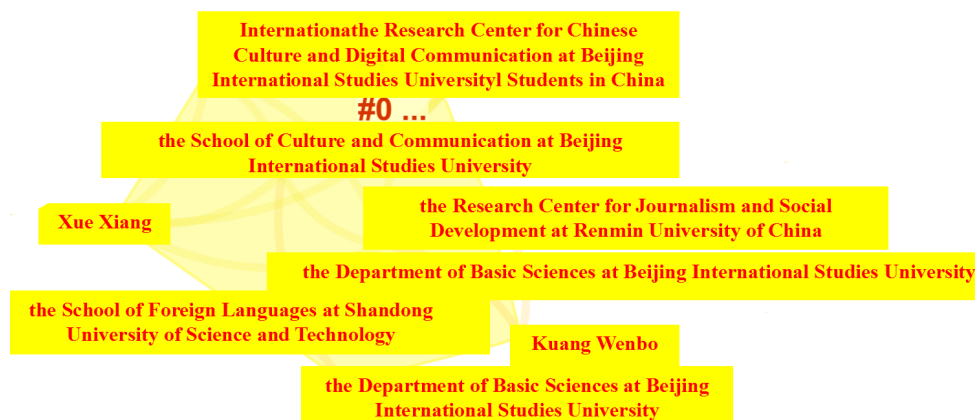 Internationathe Research Center for Chinese
Culture and Digital Communication at Beijing
International Studies Universityl Students in China
#0 ...
the School of Culture and Communication at Beijing
International Studies University
Xue Xiang
the Research Center for Journalism and Social
Development at Renmin University of China
the Department of Basic Sciences at Beijing International Studies University
the School of Foreign Languages at Shandong
University of Science and Technology
Kuang Wenbo
the Department of Basic Sciences at Beijing
International Studies University